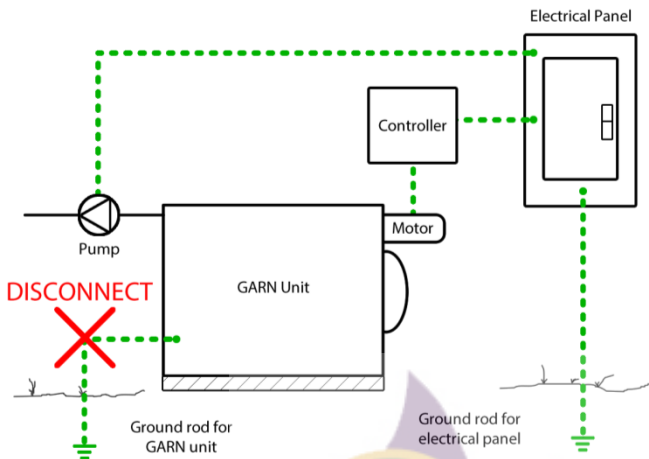 Electrical Panel
Controller
Motor
Pump
GARN Unit
DISCONNECT
Ground rod for
GARN unit
Ground rod for
electrical panel